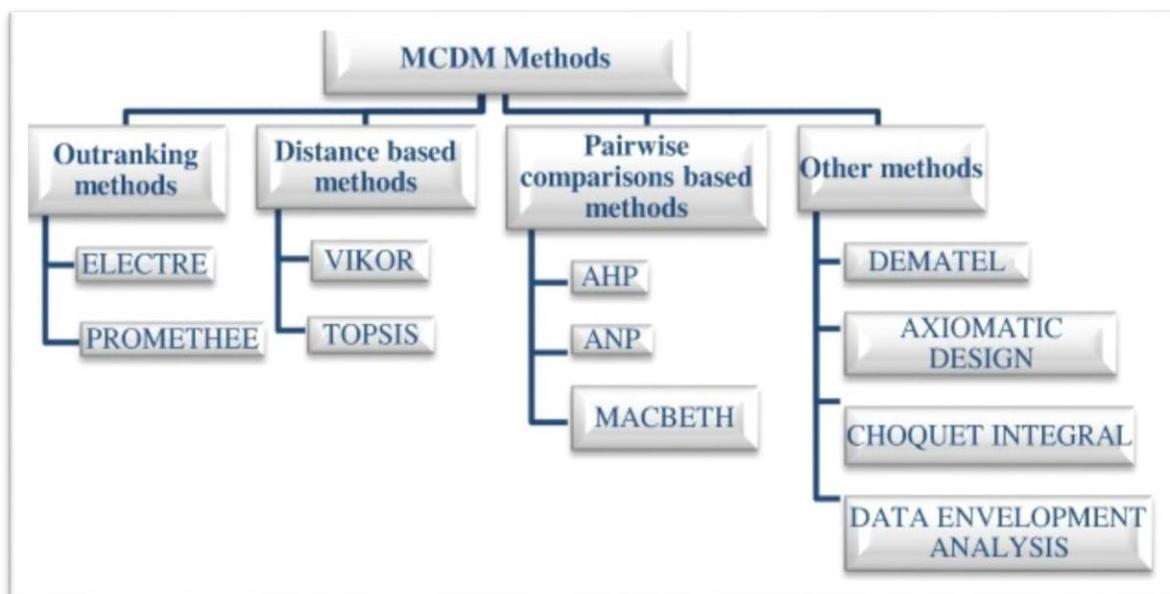 MCDM Methods
Outranking
methods
Distance based
methods
Pairwise
comparisons based
methods
Other methods
ELECTRE
PROMETHEE
VIKOR
TOPSIS
AHP
ANP
MACBETH
DEMATEL
AXIOMATIC
DESIGN
CHOQUET INTEGRAL
DATA ENVELOPMENT
ANALYSIS